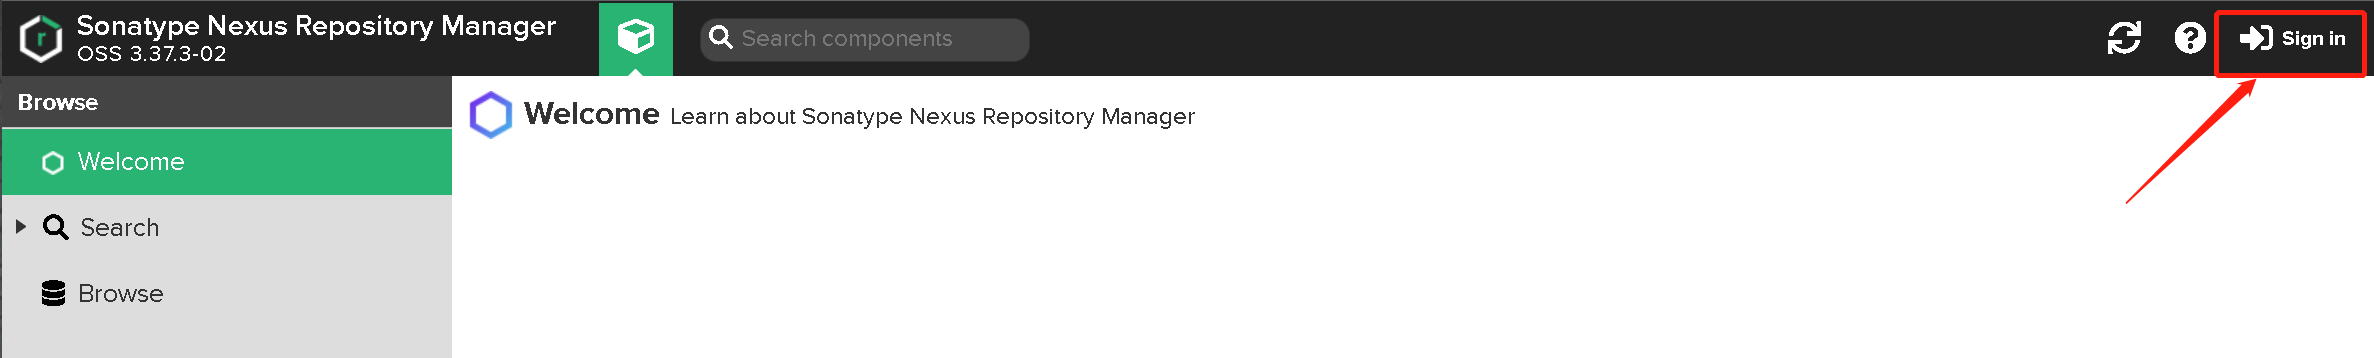 Sonatype Nexus Repository Manager
OSS 3.37.3-02
Search components
Sign in
Browse
Welcome
Search
Browse
Welcome Learn about Sonatype Nexus Repository Manager